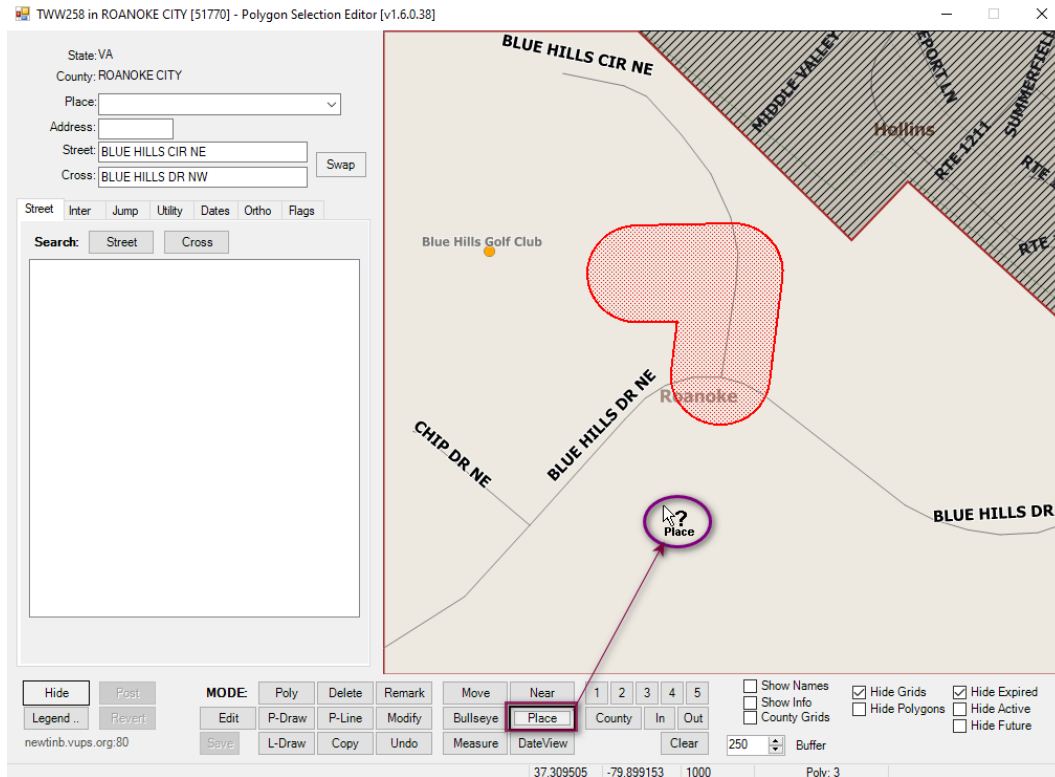 TWW258 in ROANOKE CITY [51770] - Polygon Selection Editor [v1.6.0.38]
State: VA
County: ROANOKE CITY
Place:
Address:
Street: BLUE HILLS CIR NE
Cross: BLUE HILLS DR NW
Swap
Street Inter Jump Utility Dates Ortho Flags
Search: Street Cross
BLUE HILLS CIR NE
MIDDLE VALLEY
EPORT LN
SUMMERFIEL
Hollins
RTE 1211
RTE
RTE
Blue Hills Golf Club
Roanoke
BLUE HILLS DR NE
CHIP DR NE
BLUE HILLS DR
?
Place
Hide Post MODE: Poly Delete Remark Move Near 1 2 3 4 5
Legend .. Revert Edit P-Draw P-Line Modify Bullseye Place County In Out
newtinb.vups.org:80 Save L-Draw Copy Undo Measure DateView Clear
Show Names
Show Info
County Grids
Hide Grids
Hide Polygons
Hide Expired
Hide Active
Hide Future
250 Buffer
37.309505 -79.899153 1000 Poly: 3